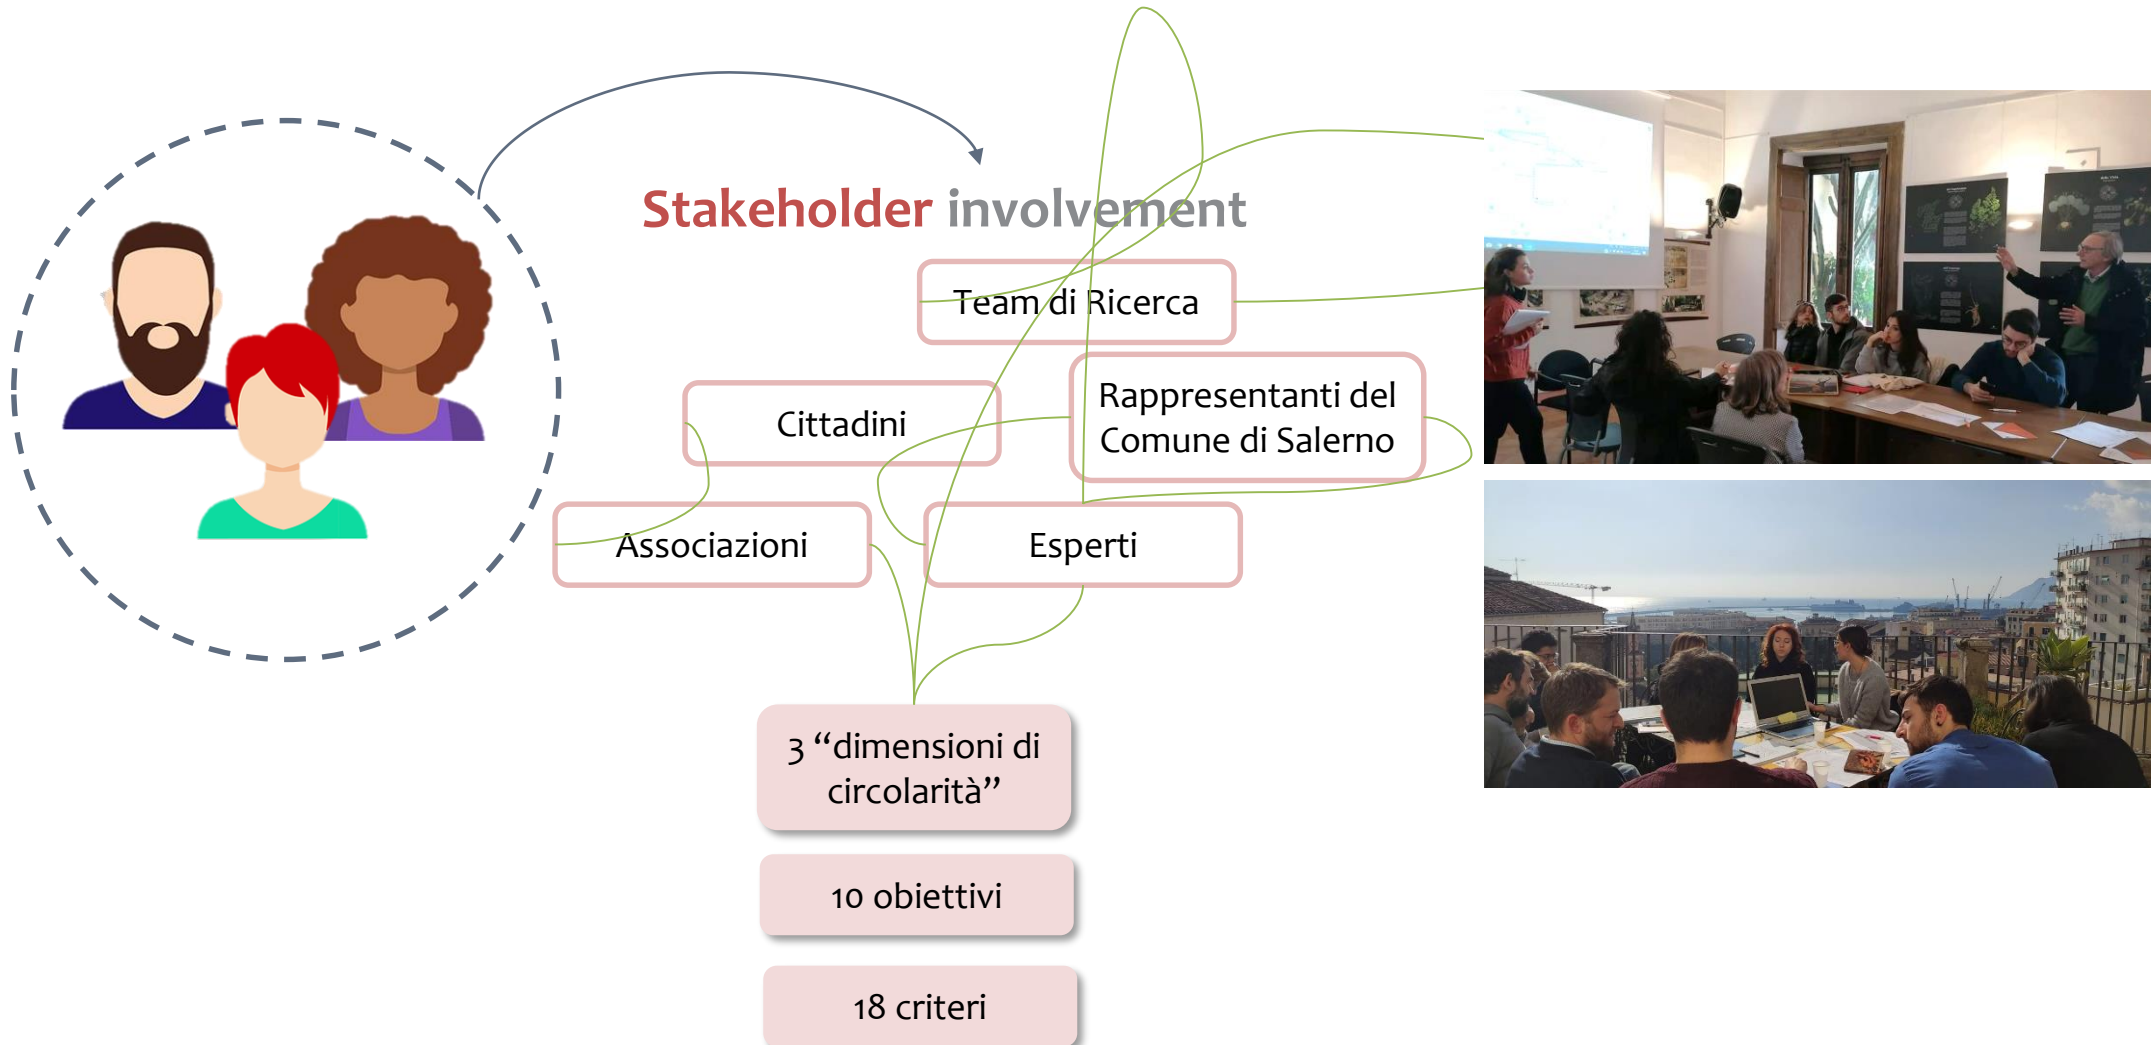 Stakeholder involvement
Team di Ricerca
Cittadini
Rappresentanti del
Comune di Salerno
Associazioni
Esperti
3 “dimensioni di
circolarità”
10 obiettivi
18 criteri